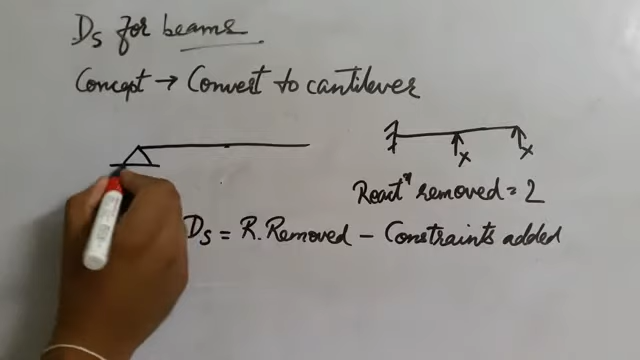 Ds for beams
Concept → Convert to cantilever
x x
Reactⁿ removed = 2
Ds = R. Removed - Constraints added